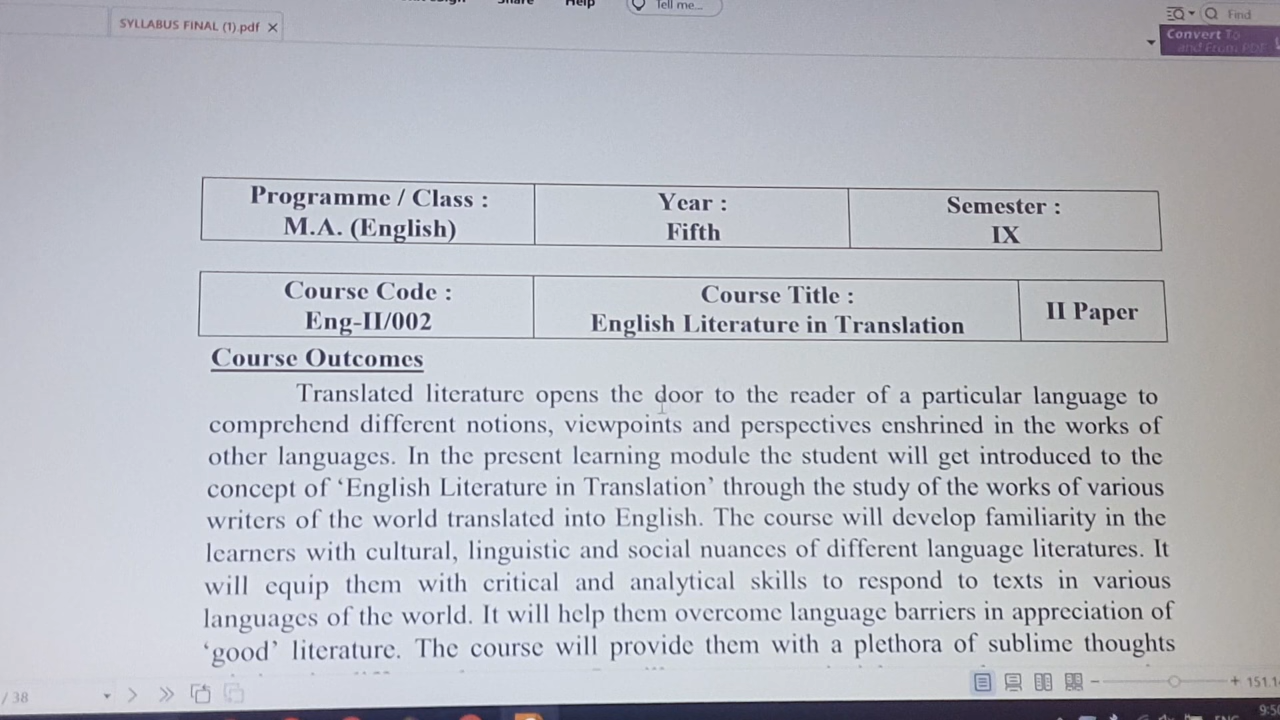 Share
Help
Tell me...
SYLLABUS FINAL (1).pdf ×
Find
Convert To
and From PDF
Programme / Class :
M.A. (English)
Year :
Fifth
Semester :
IX
Course Code :
Eng-II/002
Course Title :
English Literature in Translation
II Paper
Course Outcomes
Translated literature opens the door to the reader of a particular language to
comprehend different notions, viewpoints and perspectives enshrined in the works of
other languages. In the present learning module the student will get introduced to the
concept of ‘English Literature in Translation’ through the study of the works of various
writers of the world translated into English. The course will develop familiarity in the
learners with cultural, linguistic and social nuances of different language literatures. It
will equip them with critical and analytical skills to respond to texts in various
languages of the world. It will help them overcome language barriers in appreciation of
‘good’ literature. The course will provide them with a plethora of sublime thoughts
/ 38
151.1
9:5